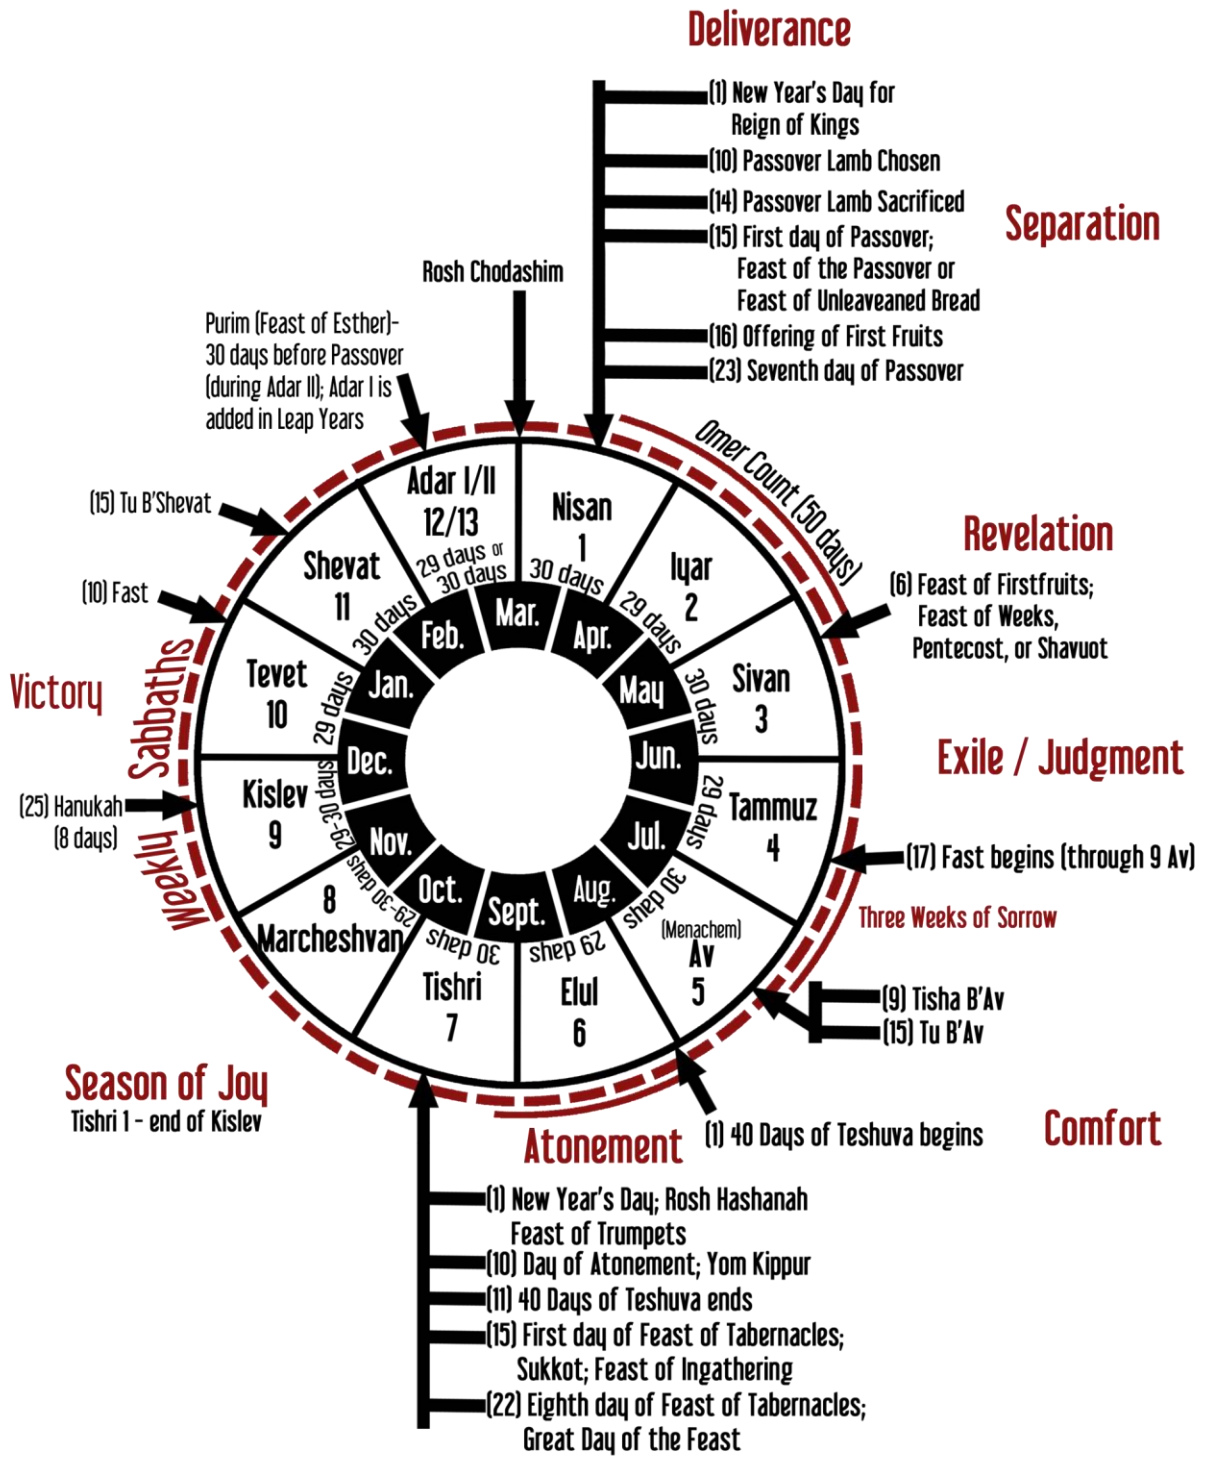 Deliverance
(1) New Year's Day for
Reign of Kings
(10) Passover Lamb Chosen
(14) Passover Lamb Sacrificed
(15) First day of Passover;
Feast of the Passover or
Feast of Unleaveaned Bread
(16) Offering of First Fruits
(23) Seventh day of Passover
Separation
Rosh Chodashim
Purim (Feast of Esther)-
30 days before Passover
(during Adar II); Adar I is
added in Leap Years
(15) Tu B'Shevat
(10) Fast
Victory
Weekly Sabbaths
(25) Hanukah
(8 days)
Omer Count (50 days)
Revelation
(6) Feast of Firstfruits;
Feast of Weeks,
Pentecost, or Shavuot
Exile / Judgment
(17) Fast begins (through 9 Av)
Three Weeks of Sorrow
(9) Tisha B'Av
(15) Tu B'Av
Comfort
(1) 40 Days of Teshuva begins
Nisan
1
30 days
Iyar
2
29 days
Sivan
3
30 days
Tammuz
4
29 days
(Menachem)
Av
5
30 days
Elul
6
29 days
Tishri
7
30 days
8
Marcheshvan
29-30 days
Kislev
9
29-30 days
Tevet
10
29 days
Shevat
11
30 days
Adar I/II
12/13
29 days or
30 days
Mar.
Apr.
May
Jun.
Jul.
Aug.
Sept.
Oct.
Nov.
Dec.
Jan.
Feb.
Season of Joy
Tishri 1 - end of Kislev
Atonement
(1) New Year's Day; Rosh Hashanah
Feast of Trumpets
(10) Day of Atonement; Yom Kippur
(11) 40 Days of Teshuva ends
(15) First day of Feast of Tabernacles;
Sukkot; Feast of Ingathering
(22) Eighth day of Feast of Tabernacles;
Great Day of the Feast